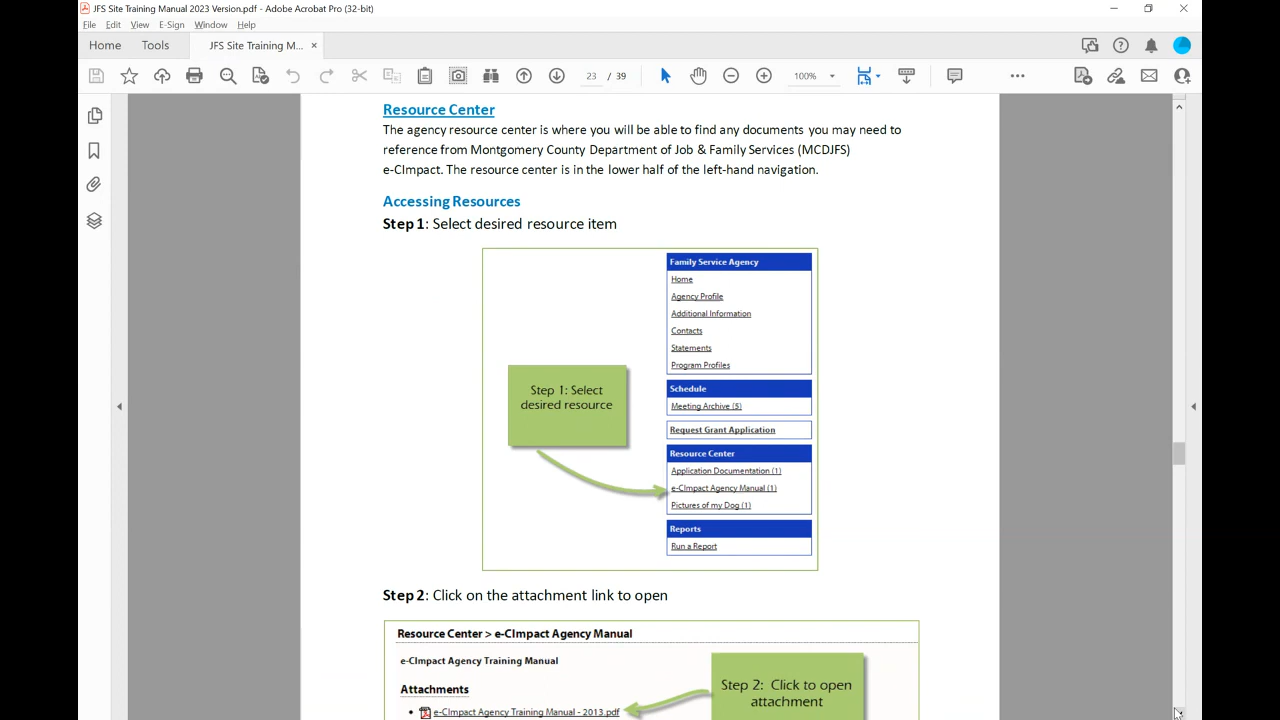 JFS Site Training Manual 2023 Version.pdf - Adobe Acrobat Pro (32-bit)
File Edit View E-Sign Window Help
Home Tools JFS Site Training M... ×
23 / 39 100%
Resource Center
The agency resource center is where you will be able to find any documents you may need to
reference from Montgomery County Department of Job & Family Services (MCDJFS)
e-CImpact. The resource center is in the lower half of the left-hand navigation.
Accessing Resources
Step 1: Select desired resource item
Family Service Agency
Home
Agency Profile
Additional Information
Contacts
Statements
Program Profiles
Step 1: Select
desired resource
Schedule
Meeting Archive (5)
Request Grant Application
Resource Center
Application Documentation (1)
e-CImpact Agency Manual (1)
Pictures of my Dog (1)
Reports
Run a Report
Step 2: Click on the attachment link to open
Resource Center > e-CImpact Agency Manual
e-CImpact Agency Training Manual
Attachments
e-CImpact Agency Training Manual - 2013.pdf
Step 2: Click to open
attachment